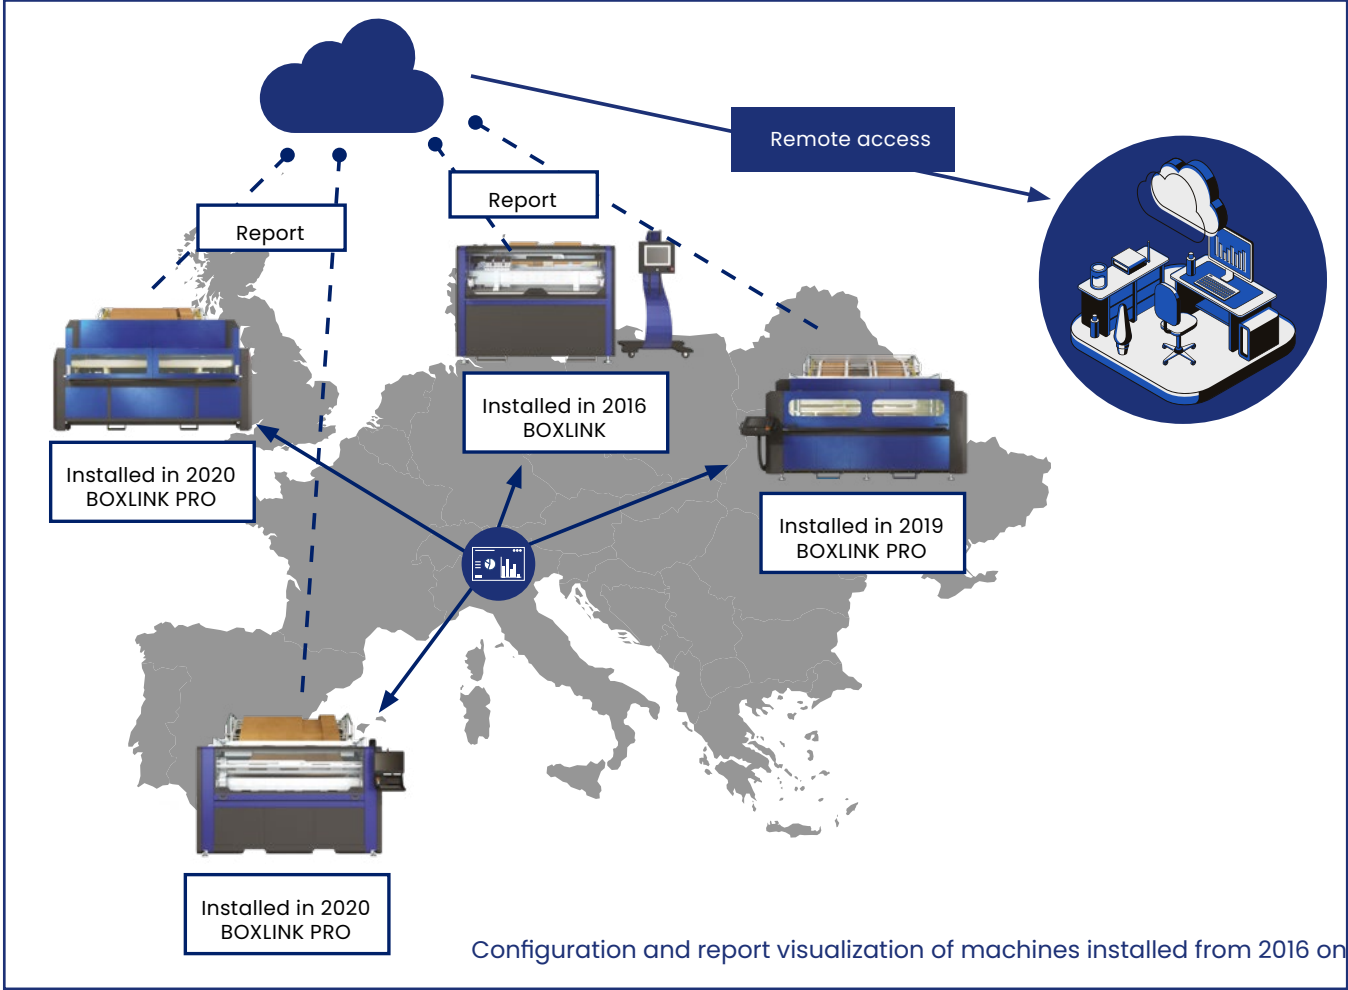 Remote access
Report
Report
Installed in 2016
BOXLINK
Installed in 2020
BOXLINK PRO
Installed in 2019
BOXLINK PRO
Installed in 2020
BOXLINK PRO
Configuration and report visualization of machines installed from 2016 on